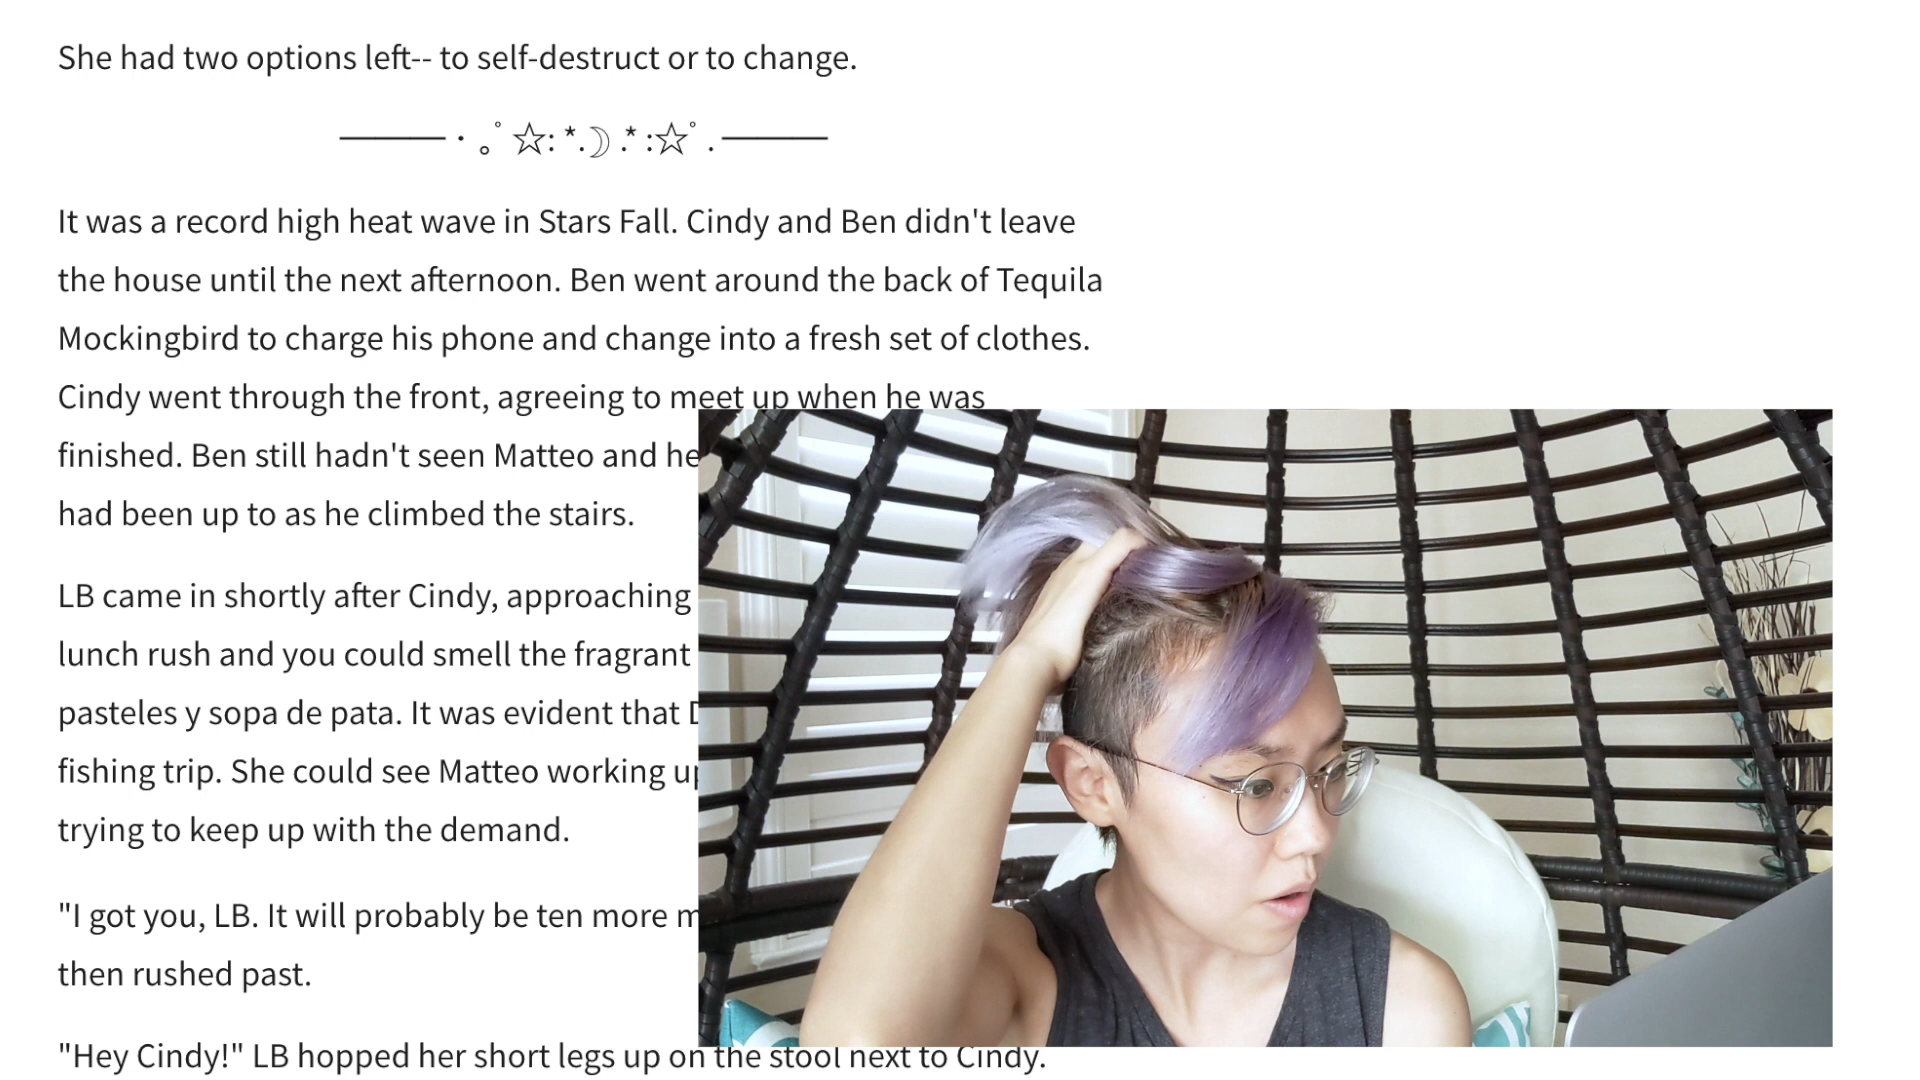 She had two options left-- to self-destruct or to change.
——— · 。ﾟ☆: *.☽ .* :☆ﾟ. ———
It was a record high heat wave in Stars Fall. Cindy and Ben didn't leave
the house until the next afternoon. Ben went around the back of Tequila
Mockingbird to charge his phone and change into a fresh set of clothes.
Cindy went through the front, agreeing to meet up when he was
finished. Ben still hadn't seen Matteo and he
had been up to as he climbed the stairs.
LB came in shortly after Cindy, approaching
lunch rush and you could smell the fragrant
pasteles y sopa de pata. It was evident that
fishing trip. She could see Matteo working
trying to keep up with the demand.
"I got you, LB. It will probably be ten more
then rushed past.
"Hey Cindy!" LB hopped her short legs up on the stool next to Cindy.